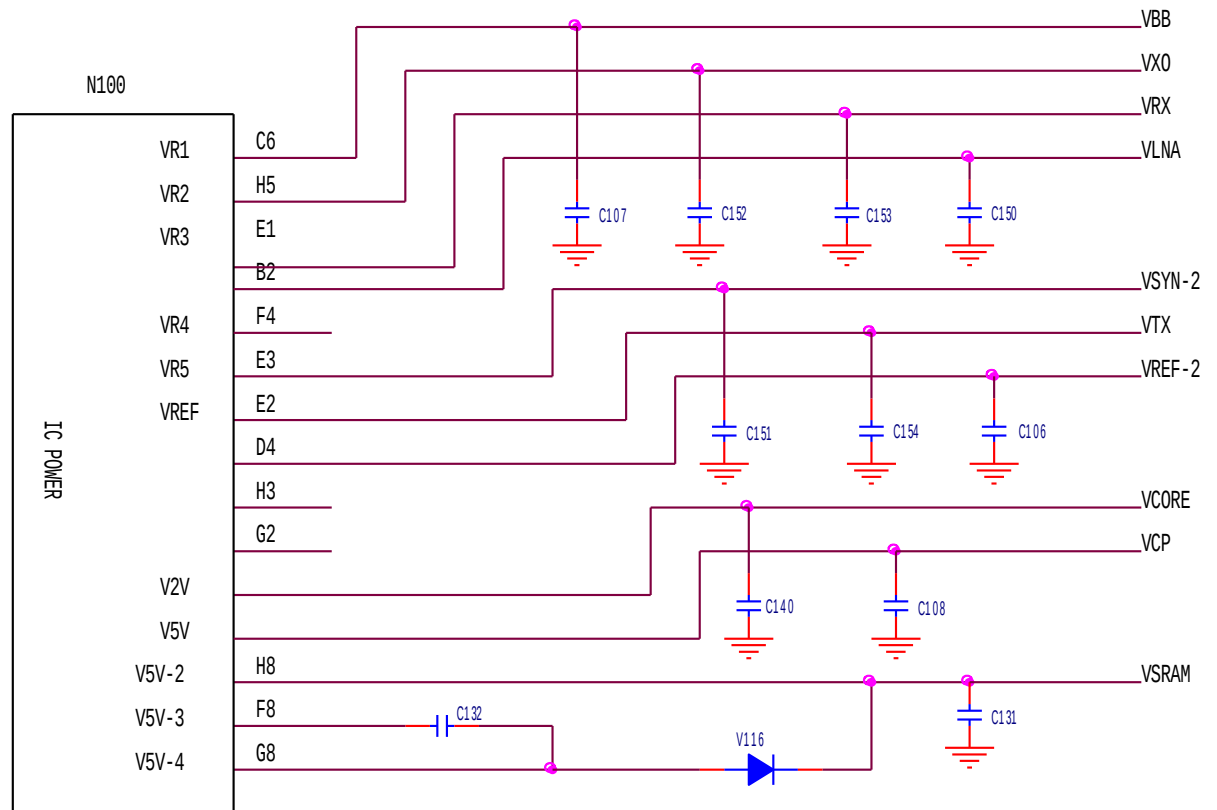 VBB
VXO
N100
VRX
C6
VR1
VLNA
H5
VR2
C107
C152
C153
C150
E1
VR3
B2
VSYN-2
F4
VR4
VTX
E3
VR5
VREF-2
E2
VREF
C151
C154
C106
D4
IC POWER
H3
VCORE
G2
VCP
V2V
C140
C108
V5V
H8
V5V-2
VSRAM
F8
V5V-3
C132
C131
G8
V5V-4
V116